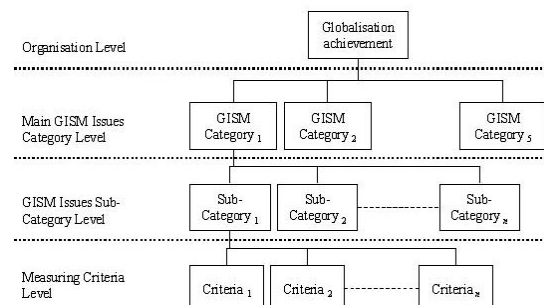 Globalisation
achievement
Organisation Level
GISM
Category 1
GISM
Category 2
GISM
Category 5
Main GISM Issues
Category Level
Sub-
Category 1
Sub-
Category 2
Sub-
Category n
GISM Issues Sub-
Category Level
Measuring Criteria
Level
Criteria 1
Criteria 2
Criteria n